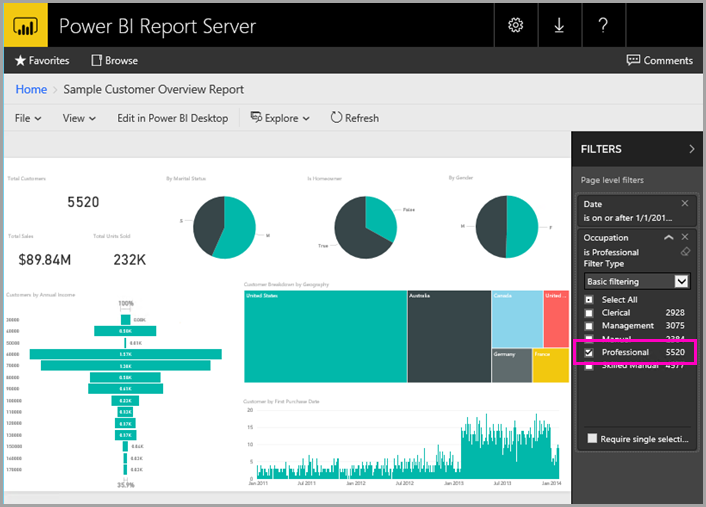 Power BI Report Server
Favorites Browse Comments
Home > Sample Customer Overview Report
File View Edit in Power BI Desktop Explore Refresh
FILTERS
Page level filters
Date
is on or after 1/1/201...
Occupation
is Professional
Filter Type
Basic filtering
Select All
Clerical 2928
Management 3075
Manual 2384
Professional 5520
Skilled Manual 4577
Require single selecti...
Total Customers
5520
Total Sales
$89.84M
Total Units Sold
232K
By Marital Status
S
M
Is Homeowner
False
True
By Gender
M
F
Customers by Annual Income
100%
60000
70000
90000
100000
110000
120000
130000
150000
160000
170000
35.9%
Customer Breakdown by Geography
United States
Australia
Canada
United ...
Germany
France
Customer by First Purchase Date
20
15
10
5
0
Jan 2011 Jul 2011 Jan 2012 Jul 2012 Jan 2013 Jul 2013 Jan 2014